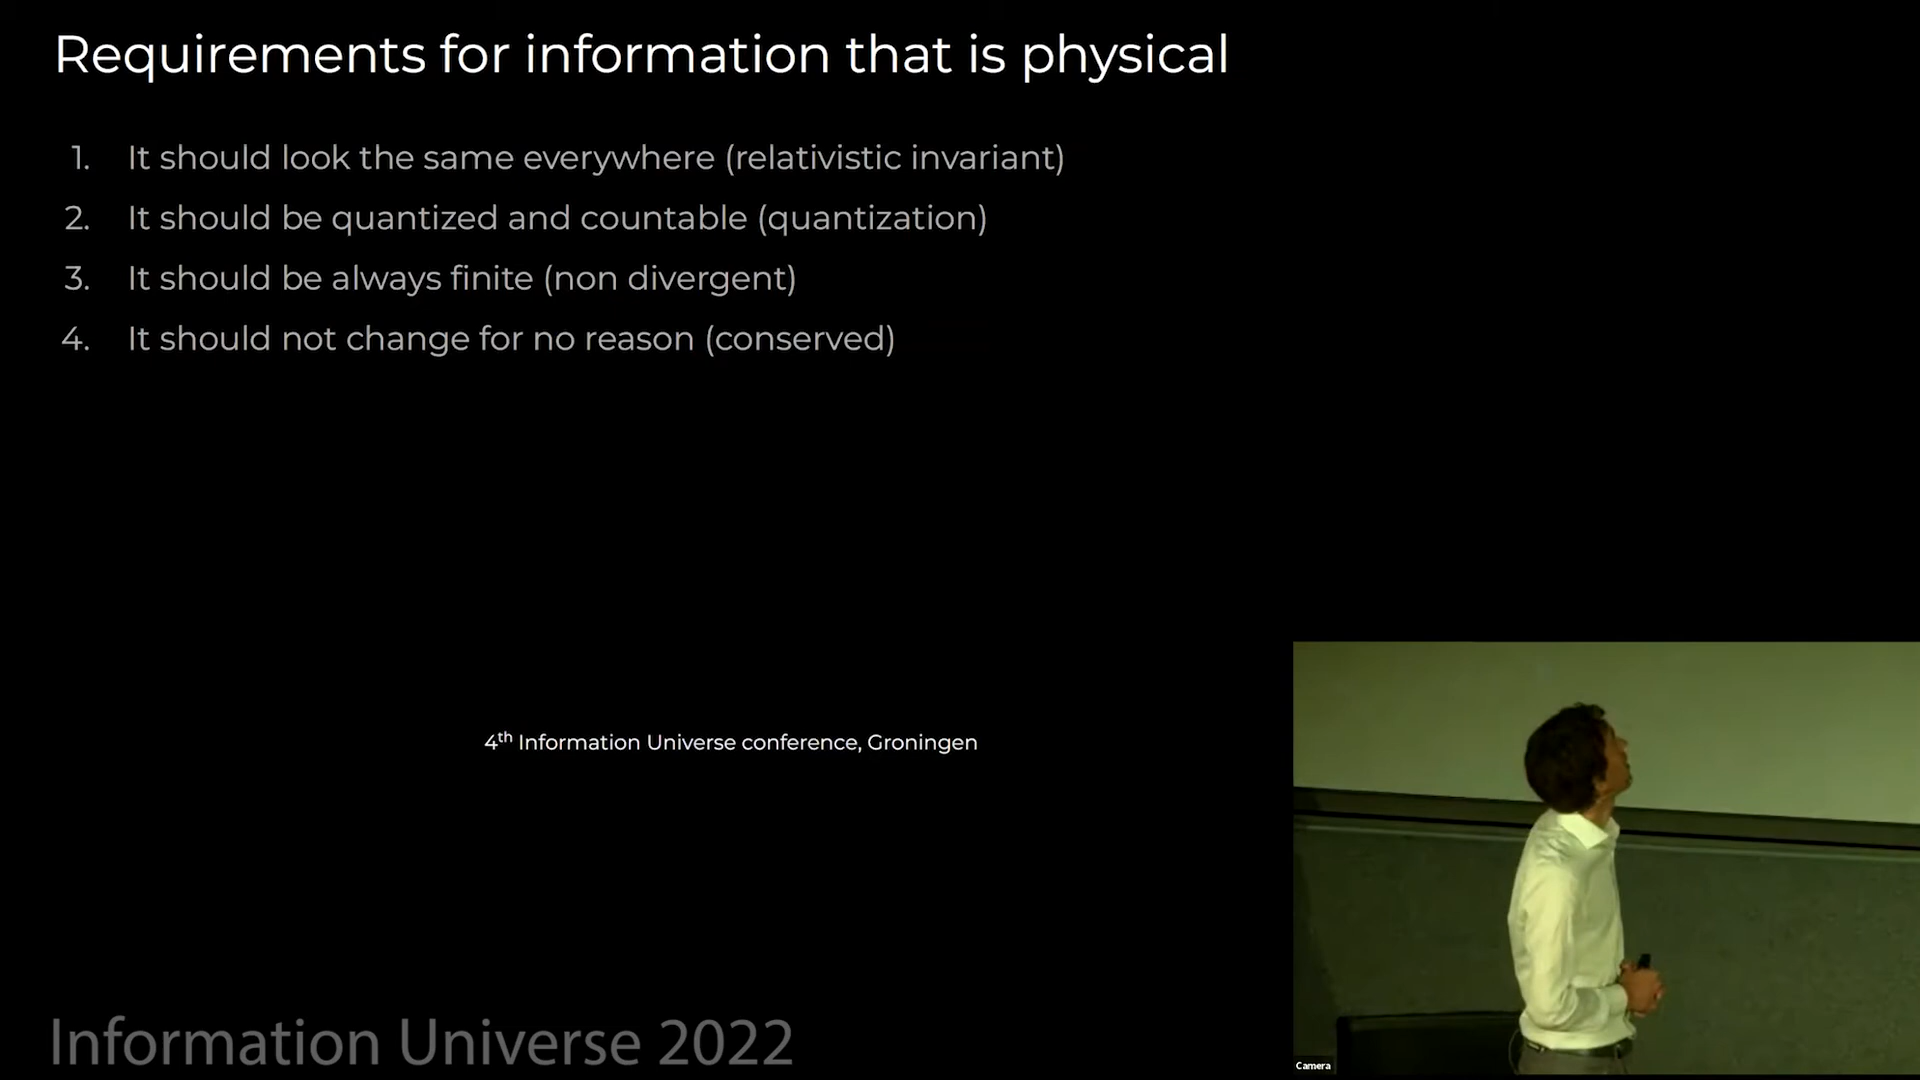 Requirements for information that is physical
1. It should look the same everywhere (relativistic invariant)
2. It should be quantized and countable (quantization)
3. It should be always finite (non divergent)
4. It should not change for no reason (conserved)
4th Information Universe conference, Groningen
Information Universe 2022
Camera